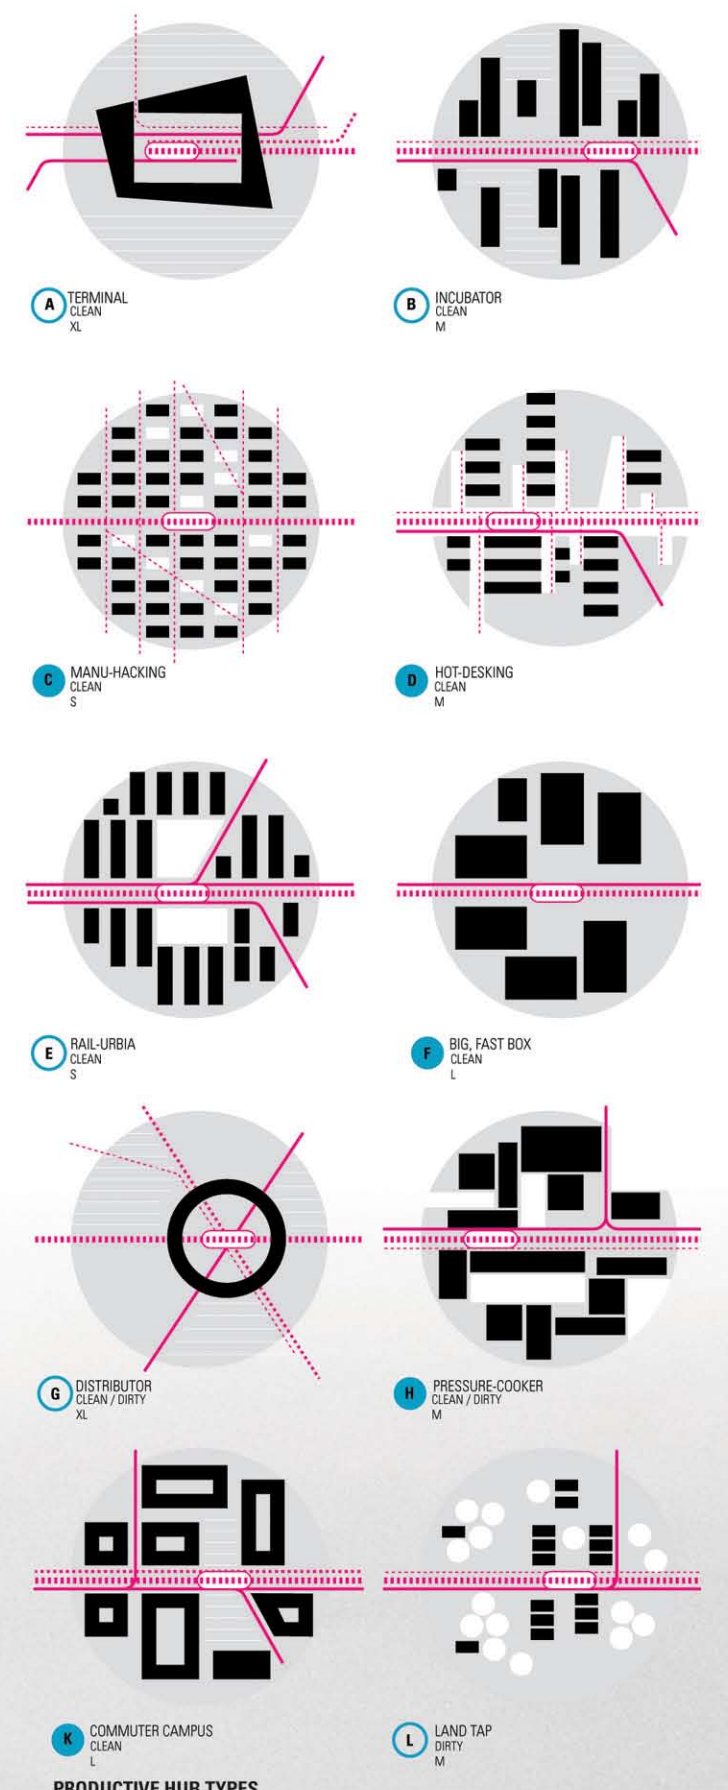 A TERMINAL
CLEAN
XL
B INCUBATOR
CLEAN
M
C MANU-HACKING
CLEAN
S
D HOT-DESKING
CLEAN
M
E RAIL-URBIA
CLEAN
S
F BIG, FAST BOX
CLEAN
L
G DISTRIBUTOR
CLEAN / DIRTY
XL
H PRESSURE-COOKER
CLEAN / DIRTY
M
K COMMUTER CAMPUS
CLEAN
L
L LAND TAP
DIRTY
M
PRODUCTIVE HUB TYPES